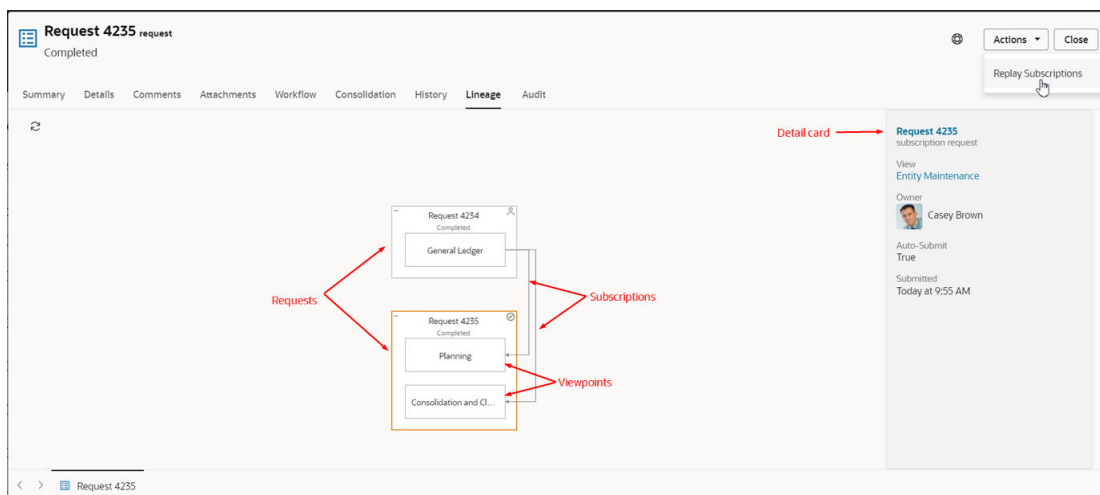 Request 4235 request
Completed
Actions
Close
Replay Subscriptions
Summary Details Comments Attachments Workflow Consolidation History Lineage Audit
Detail card
Request 4235
subscription request
View
Entity Maintenance
Owner
Casey Brown
Auto-Submit
True
Submitted
Today at 9:55 AM
Request 4234
Completed
General Ledger
Requests
Subscriptions
Request 4235
Completed
Planning
Viewpoints
Consolidation and Cl...
Request 4235